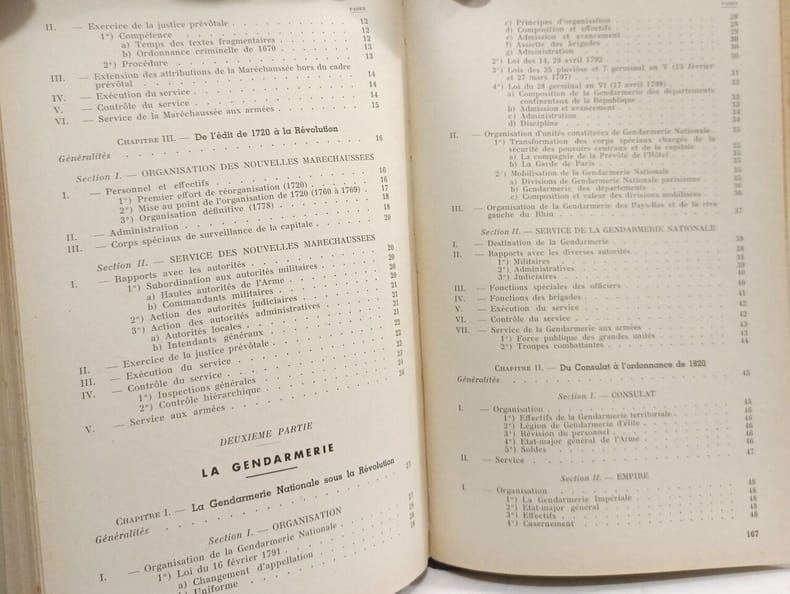 PAGES
II. — Exercice de la justice prévôtale 12
1°) Compétence 12
a) Temps des textes fragmentaires 12
b) Ordonnance criminelle de 1670 13
2°) Procédure 13
III. — Extension des attributions de la Maréchaussée hors du cadre
prévôtal 14
IV. — Exécution du service 14
V. — Contrôle du service 14
VI. — Service de la Maréchaussée aux armées 15
CHAPITRE III. — De l'édit de 1720 à la Révolution
Généralités 16
Section I. — ORGANISATION DES NOUVELLES MARECHAUSSEES
I. — Personnel et effectifs 16
1°) Premier effort de réorganisation (1720) 16
2°) Mise au point de l'organisation de 1720 (1760 à 1769) 17
3°) Organisation définitive (1778) 18
II. — Administration 18
III. — Corps spéciaux de surveillance de la capitale 20
Section II. — SERVICE DES NOUVELLES MARECHAUSSEES
I. — Rapports avec les autorités 20
1°) Subordination aux autorités militaires 20
a) Hautes autorités de l'Arme 20
b) Commandants militaires 21
2°) Action des autorités judiciaires 21
3°) Action des autorités administratives 21
a) Autorités locales 21
b) Intendants généraux 22
II. — Exercice de la justice prévôtale 22
III. — Exécution du service 23
IV. — Contrôle du service
1°) Inspections générales
2°) Contrôle hiérarchique 24
V. — Service aux armées
DEUXIEME PARTIE
LA GENDARMERIE
CHAPITRE I. — La Gendarmerie Nationale sous la Révolution
Généralités 27
Section I. — ORGANISATION
I. — Organisation de la Gendarmerie Nationale 27
1°) Loi du 16 février 1791
a) Changement d'appellation
b) Uniforme
PAGES
c) Principes d'organisation 28
d) Composition et effectifs 29
e) Admission et avancement
f) Assiette des brigades 30
g) Administration 30
2°) Loi des 14, 29 avril 1792
3°) Lois des 25 pluviôse et 7 germinal an V (13 février
et 27 mars 1797) 31
4°) Loi du 28 germinal an VI (17 avril 1798)
a) Composition de la Gendarmerie des départements
continentaux de la République
b) Admission et avancement 33
c) Administration 34
d) Discipline 34
II. — Organisation d'unités constituées de Gendarmerie Nationale 35
1°) Transformation des corps spéciaux chargés de la
sécurité des pouvoirs centraux et de la capitale 35
a) La compagnie de la Prévôté de l'Hôtel 35
b) La Garde de Paris 35
2°) Mobilisation de la Gendarmerie Nationale
a) Divisions de Gendarmerie Nationale parisienne
b) Gendarmerie des départements 36
c) Composition et valeur des divisions mobilisées 36
III. — Organisation de la Gendarmerie des Pays-Bas et de la rive
gauche du Rhin 37
Section II. — SERVICE DE LA GENDARMERIE NATIONALE
I. — Destination de la Gendarmerie 38
II. — Rapports avec les diverses autorités 38
1°) Militaires 38
2°) Administratives 39
3°) Judiciaires
III. — Fonctions spéciales des officiers 40
IV. — Fonctions des brigades 41
V. — Exécution du service 42
VI. — Contrôle du service 42
VII. — Service de la Gendarmerie aux armées 43
1°) Force publique des grandes unités 43
2°) Troupes combattantes 44
CHAPITRE II. — Du Consulat à l'ordonnance de 1820
Généralités 45
Section I. — CONSULAT
I. — Organisation 45
1°) Effectifs de la Gendarmerie territoriale 46
2°) Légion de Gendarmerie d'élite 46
3°) Révision du personnel 46
4°) Etat-major général de l'Arme 46
5°) Soldes 46
II. — Service 47
Section II. — EMPIRE
I. — Organisation 48
1°) La Gendarmerie Impériale 48
2°) Etat-major général 48
3°) Effectifs 48
4°) Casernement 48
167